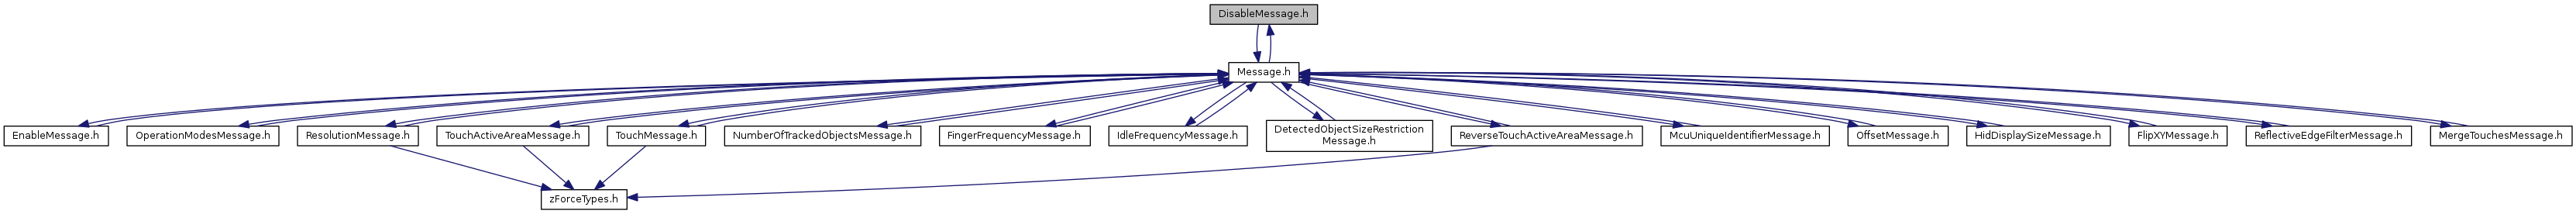 DisableMessage.h
Message.h
EnableMessage.h
OperationModesMessage.h
ResolutionMessage.h
TouchActiveAreaMessage.h
TouchMessage.h
NumberOfTrackedObjectsMessage.h
FingerFrequencyMessage.h
IdleFrequencyMessage.h
DetectedObjectSizeRestriction
Message.h
ReverseTouchActiveAreaMessage.h
McuUniqueIdentifierMessage.h
OffsetMessage.h
HidDisplaySizeMessage.h
FlipXYMessage.h
ReflectiveEdgeFilterMessage.h
MergeTouchesMessage.h
zForceTypes.h